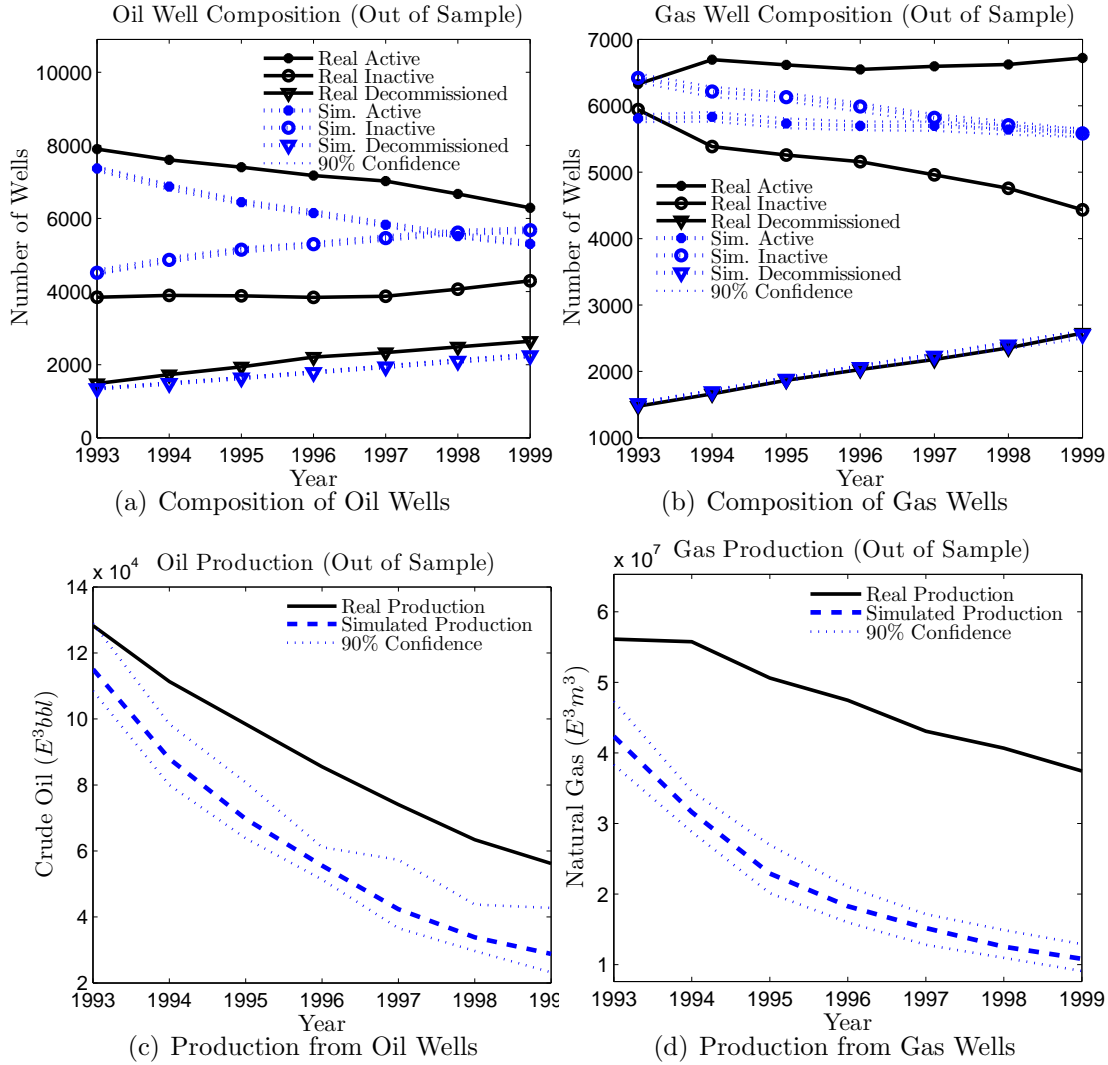 Oil Well Composition (Out of Sample)
10000
8000
6000
4000
2000
0
Number of Wells
Real Active
Real Inactive
Real Decommissioned
Sim. Active
Sim. Inactive
Sim. Decommissioned
90% Confidence
1993 1994 1995 1996 1997 1998 1999
Year
(a) Composition of Oil Wells
Gas Well Composition (Out of Sample)
7000
6000
5000
4000
3000
2000
1000
Number of Wells
Real Active
Real Inactive
Real Decommissioned
Sim. Active
Sim. Inactive
Sim. Decommissioned
90% Confidence
1993 1994 1995 1996 1997 1998 1999
Year
(b) Composition of Gas Wells
Oil Production (Out of Sample)
x 10⁴
14
12
10
8
6
4
2
Crude Oil (E³bbl)
Real Production
Simulated Production
90% Confidence
1993 1994 1995 1996 1997 1998 199
Year
(c) Production from Oil Wells
Gas Production (Out of Sample)
x 10⁷
6
5
4
3
2
1
Natural Gas (E³m³)
Real Production
Simulated Production
90% Confidence
1993 1994 1995 1996 1997 1998 1999
Year
(d) Production from Gas Wells